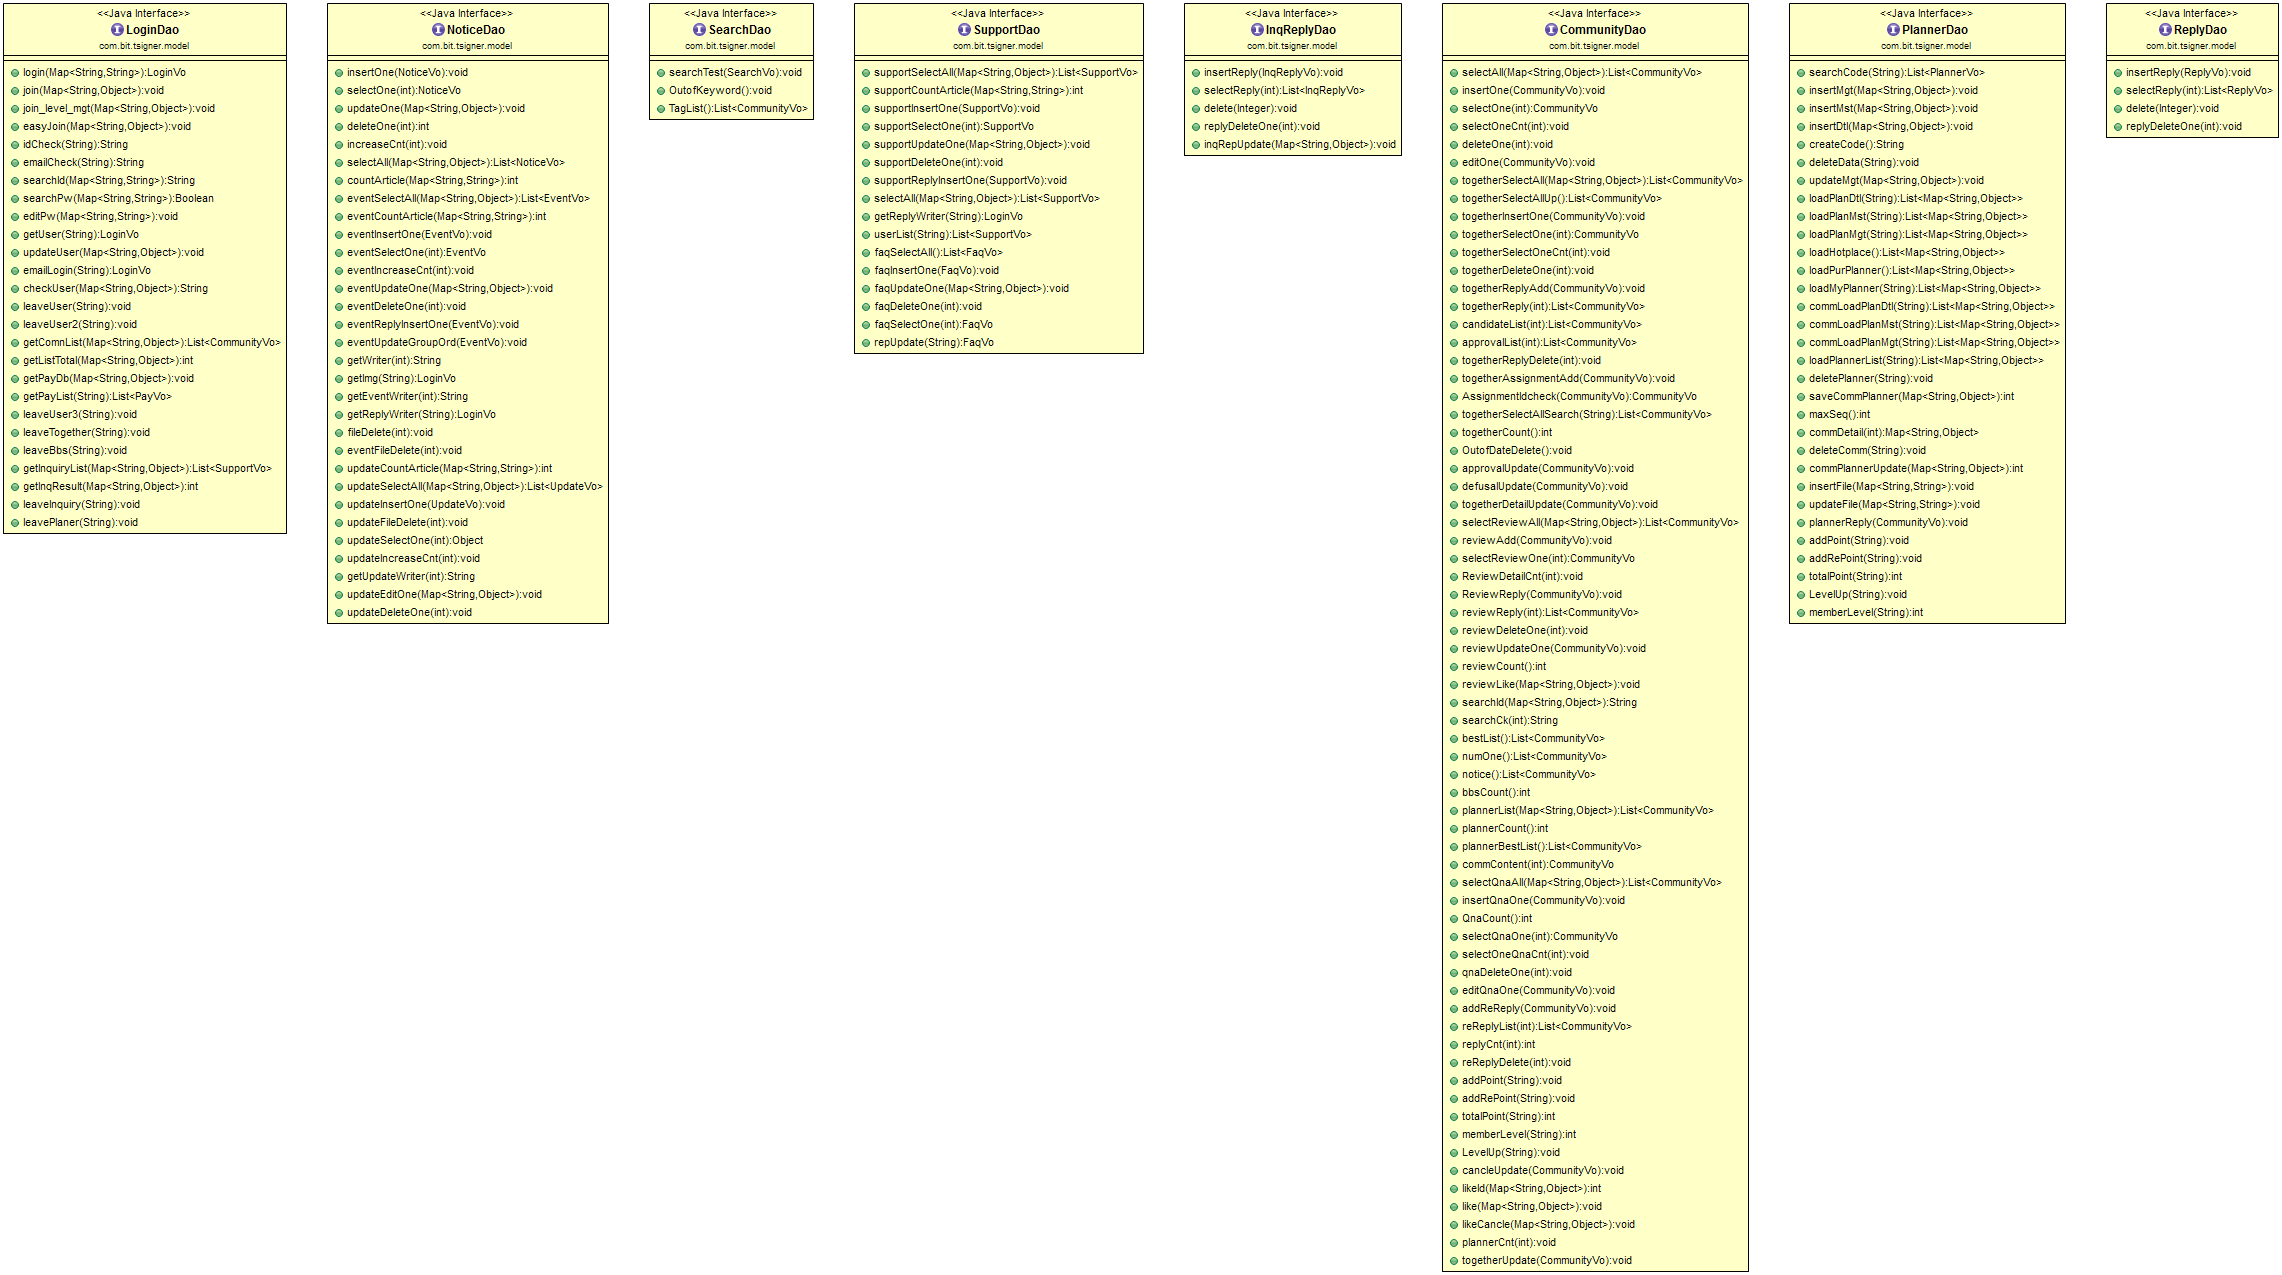 <<Java Interface>>
LoginDao
com.bit.tsigner.model
login(Map<String,String>):LoginVo
join(Map<String,Object>):void
join_level_mgt(Map<String,Object>):void
easyJoin(Map<String,Object>):void
idCheck(String):String
emailCheck(String):String
searchId(Map<String,String>):String
searchPw(Map<String,String>):Boolean
editPw(Map<String,String>):void
getUser(String):LoginVo
updateUser(Map<String,Object>):void
emailLogin(String):LoginVo
checkUser(Map<String,Object>):String
leaveUser(String):void
leaveUser2(String):void
getComnList(Map<String,Object>):List<CommunityVo>
getListTotal(Map<String,Object>):int
getPayDb(Map<String,Object>):void
getPayList(String):List<PayVo>
leaveUser3(String):void
leaveTogether(String):void
leaveBbs(String):void
getInquiryList(Map<String,Object>):List<SupportVo>
getInqResult(Map<String,Object>):int
leaveInquiry(String):void
leavePlaner(String):void
<<Java Interface>>
NoticeDao
com.bit.tsigner.model
insertOne(NoticeVo):void
selectOne(int):NoticeVo
updateOne(Map<String,Object>):void
deleteOne(int):int
increaseCnt(int):void
selectAll(Map<String,Object>):List<NoticeVo>
countArticle(Map<String,String>):int
eventSelectAll(Map<String,Object>):List<EventVo>
eventCountArticle(Map<String,String>):int
eventInsertOne(EventVo):void
eventSelectOne(int):EventVo
eventIncreaseCnt(int):void
eventUpdateOne(Map<String,Object>):void
eventDeleteOne(int):void
eventReplyInsertOne(EventVo):void
eventUpdateGroupOrd(EventVo):void
getWriter(int):String
getImg(String):LoginVo
getEventWriter(int):String
getReplyWriter(String):LoginVo
fileDelete(int):void
eventFileDelete(int):void
updateCountArticle(Map<String,String>):int
updateSelectAll(Map<String,Object>):List<UpdateVo>
updateInsertOne(UpdateVo):void
updateFileDelete(int):void
updateSelectOne(int):Object
updateIncreaseCnt(int):void
getUpdateWriter(int):String
updateEditOne(Map<String,Object>):void
updateDeleteOne(int):void
<<Java Interface>>
SearchDao
com.bit.tsigner.model
searchTest(SearchVo):void
OutofKeyword():void
TagList():List<CommunityVo>
<<Java Interface>>
SupportDao
com.bit.tsigner.model
supportSelectAll(Map<String,Object>):List<SupportVo>
supportCountArticle(Map<String,String>):int
supportInsertOne(SupportVo):void
supportSelectOne(int):SupportVo
supportUpdateOne(Map<String,Object>):void
supportDeleteOne(int):void
supportReplyInsertOne(SupportVo):void
selectAll(Map<String,Object>):List<SupportVo>
getReplyWriter(String):LoginVo
userList(String):List<SupportVo>
faqSelectAll():List<FaqVo>
faqInsertOne(FaqVo):void
faqUpdateOne(Map<String,Object>):void
faqDeleteOne(int):void
faqSelectOne(int):FaqVo
repUpdate(String):FaqVo
<<Java Interface>>
InqReplyDao
com.bit.tsigner.model
insertReply(InqReplyVo):void
selectReply(int):List<InqReplyVo>
delete(Integer):void
replyDeleteOne(int):void
inqRepUpdate(Map<String,Object>):void
<<Java Interface>>
CommunityDao
com.bit.tsigner.model
selectAll(Map<String,Object>):List<CommunityVo>
insertOne(CommunityVo):void
selectOne(int):CommunityVo
selectOneCnt(int):void
deleteOne(int):void
editOne(CommunityVo):void
togetherSelectAll(Map<String,Object>):List<CommunityVo>
togetherSelectAllUp():List<CommunityVo>
togetherInsertOne(CommunityVo):void
togetherSelectOne(int):CommunityVo
togetherSelectOneCnt(int):void
togetherDeleteOne(int):void
togetherReplyAdd(CommunityVo):void
togetherReply(int):List<CommunityVo>
candidateList(int):List<CommunityVo>
approvalList(int):List<CommunityVo>
togetherReplyDelete(int):void
togetherAssignmentAdd(CommunityVo):void
AssignmentIdcheck(CommunityVo):CommunityVo
togetherSelectAllSearch(String):List<CommunityVo>
togetherCount():int
OutofDateDelete():void
approvalUpdate(CommunityVo):void
defusalUpdate(CommunityVo):void
togetherDetailUpdate(CommunityVo):void
selectReviewAll(Map<String,Object>):List<CommunityVo>
reviewAdd(CommunityVo):void
selectReviewOne(int):CommunityVo
ReviewDetailCnt(int):void
ReviewReply(CommunityVo):void
reviewReply(int):List<CommunityVo>
reviewDeleteOne(int):void
reviewUpdateOne(CommunityVo):void
reviewCount():int
reviewLike(Map<String,Object>):void
searchId(Map<String,Object>):String
searchCk(int):String
bestList():List<CommunityVo>
numOne():List<CommunityVo>
notice():List<CommunityVo>
bbsCount():int
plannerList(Map<String,Object>):List<CommunityVo>
plannerCount():int
plannerBestList():List<CommunityVo>
commContent(int):CommunityVo
selectQnaAll(Map<String,Object>):List<CommunityVo>
insertQnaOne(CommunityVo):void
QnaCount():int
selectQnaOne(int):CommunityVo
selectOneQnaCnt(int):void
qnaDeleteOne(int):void
editQnaOne(CommunityVo):void
addReReply(CommunityVo):void
reReplyList(int):List<CommunityVo>
replyCnt(int):int
reReplyDelete(int):void
addPoint(String):void
addRePoint(String):void
totalPoint(String):int
memberLevel(String):int
LevelUp(String):void
cancleUpdate(CommunityVo):void
likeId(Map<String,Object>):int
like(Map<String,Object>):void
likeCancle(Map<String,Object>):void
plannerCnt(int):void
togetherUpdate(CommunityVo):void
<<Java Interface>>
PlannerDao
com.bit.tsigner.model
searchCode(String):List<PlannerVo>
insertMgt(Map<String,Object>):void
insertMst(Map<String,Object>):void
insertDtl(Map<String,Object>):void
createCode():String
deleteData(String):void
updateMgt(Map<String,Object>):void
loadPlanDtl(String):List<Map<String,Object>>
loadPlanMst(String):List<Map<String,Object>>
loadPlanMgt(String):List<Map<String,Object>>
loadHotplace():List<Map<String,Object>>
loadPurPlanner():List<Map<String,Object>>
loadMyPlanner(String):List<Map<String,Object>>
commLoadPlanDtl(String):List<Map<String,Object>>
commLoadPlanMst(String):List<Map<String,Object>>
commLoadPlanMgt(String):List<Map<String,Object>>
loadPlannerList(String):List<Map<String,Object>>
deletePlanner(String):void
saveCommPlanner(Map<String,Object>):int
maxSeq():int
commDetail(int):Map<String,Object>
deleteComm(String):void
commPlannerUpdate(Map<String,Object>):int
insertFile(Map<String,String>):void
updateFile(Map<String,String>):void
plannerReply(CommunityVo):void
addPoint(String):void
addRePoint(String):void
totalPoint(String):int
LevelUp(String):void
memberLevel(String):int
<<Java Interface>>
ReplyDao
com.bit.tsigner.model
insertReply(ReplyVo):void
selectReply(int):List<ReplyVo>
delete(Integer):void
replyDeleteOne(int):void